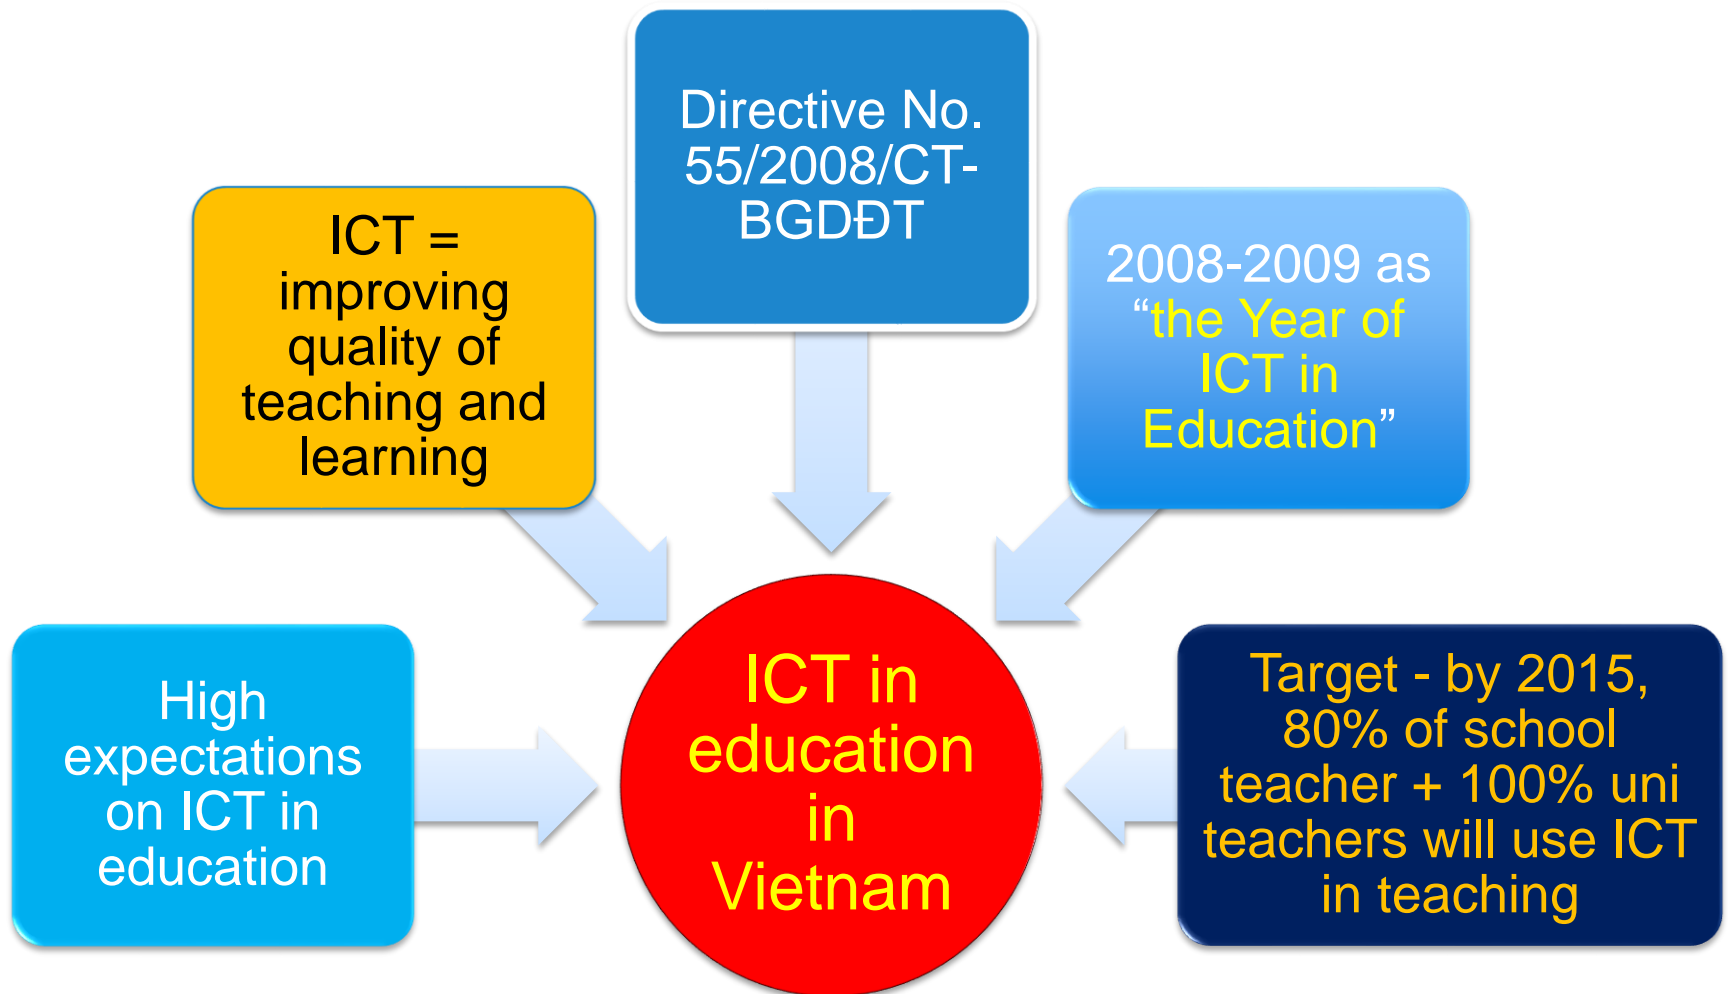 Directive No.
55/2008/CT-
BGDĐT
ICT =
improving
quality of
teaching and
learning
2008-2009 as
“the Year of
ICT in
Education”
High
expectations
on ICT in
education
ICT in
education
in
Vietnam
Target - by 2015,
80% of school
teacher + 100% uni
teachers will use ICT
in teaching